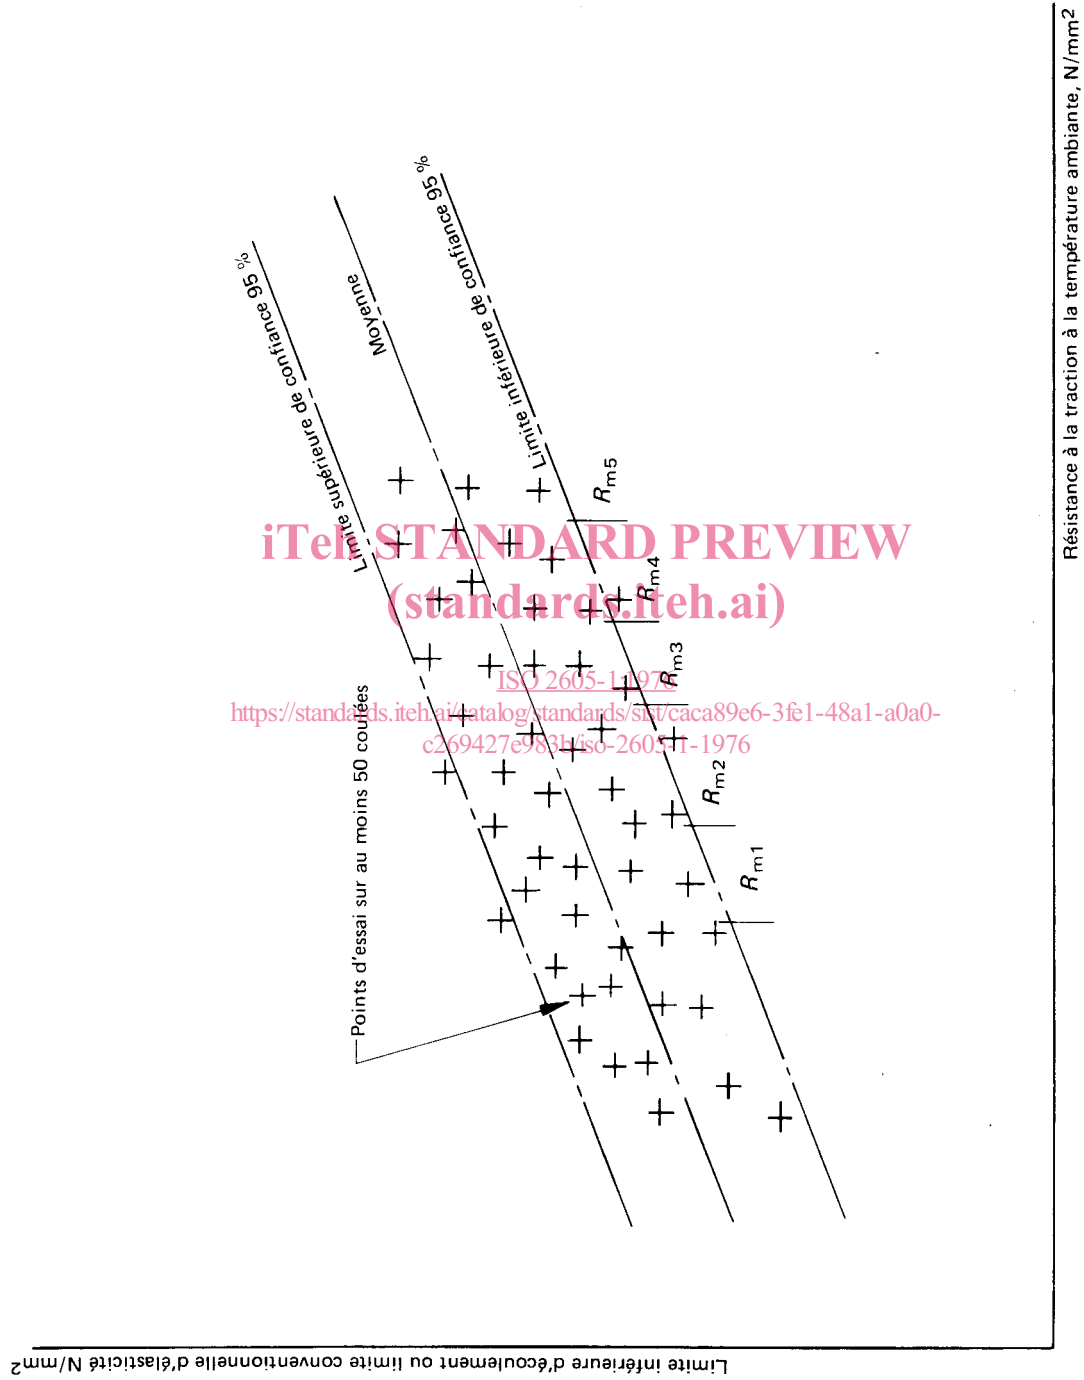 Limite supérieure de confiance 95 %
Moyenne
Limite inférieure de confiance 95 %
Points d'essai sur au moins 50 coulées
Rm5
Rm4
Rm3
Rm2
Rm1
Résistance à la traction à la température ambiante, N/mm²
Limite inférieure d'écoulement ou limite conventionnelle d'élasticité N/mm²
iTeh STANDARD PREVIEW
(standards.iteh.ai)
ISO 2605-1:1976
https://standards.iteh.ai/catalog/standards/sist/caca89e6-3fe1-48a1-a0a0-
c269427e983b/iso-2605-1-1976